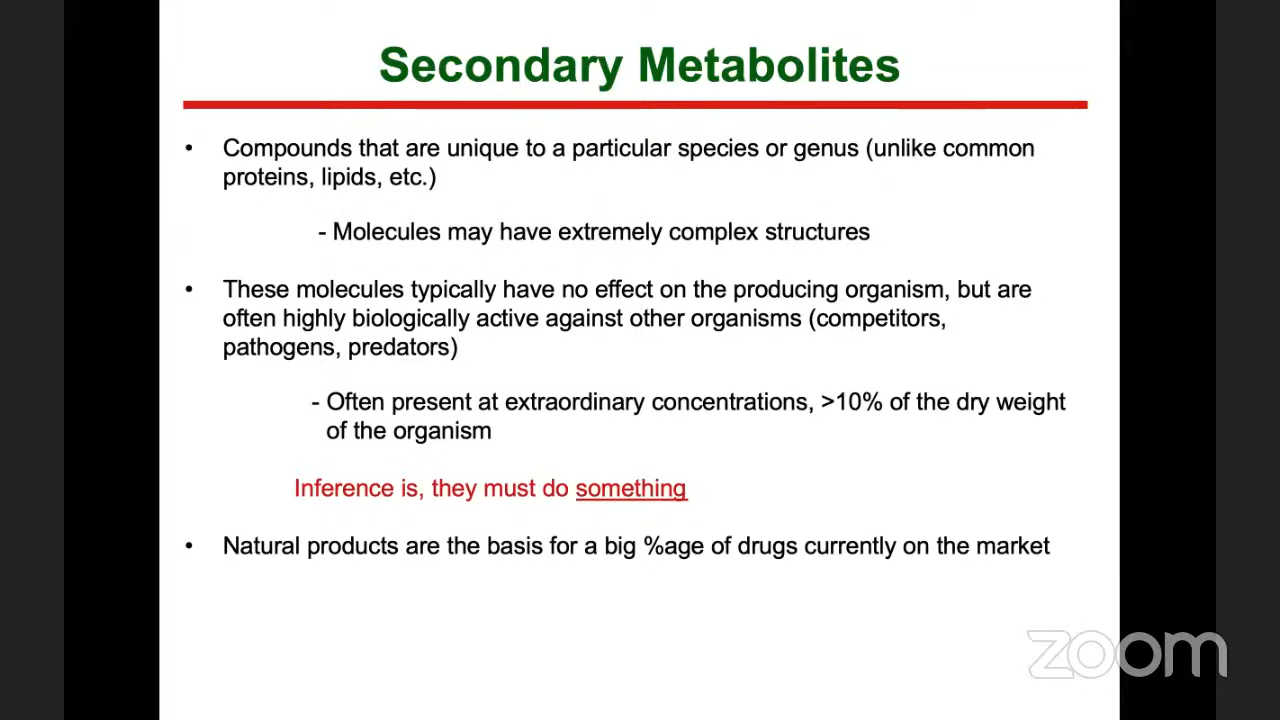 Secondary Metabolites
• Compounds that are unique to a particular species or genus (unlike common
proteins, lipids, etc.)
- Molecules may have extremely complex structures
• These molecules typically have no effect on the producing organism, but are
often highly biologically active against other organisms (competitors,
pathogens, predators)
- Often present at extraordinary concentrations, >10% of the dry weight
of the organism
Inference is, they must do something
• Natural products are the basis for a big %age of drugs currently on the market
zoom